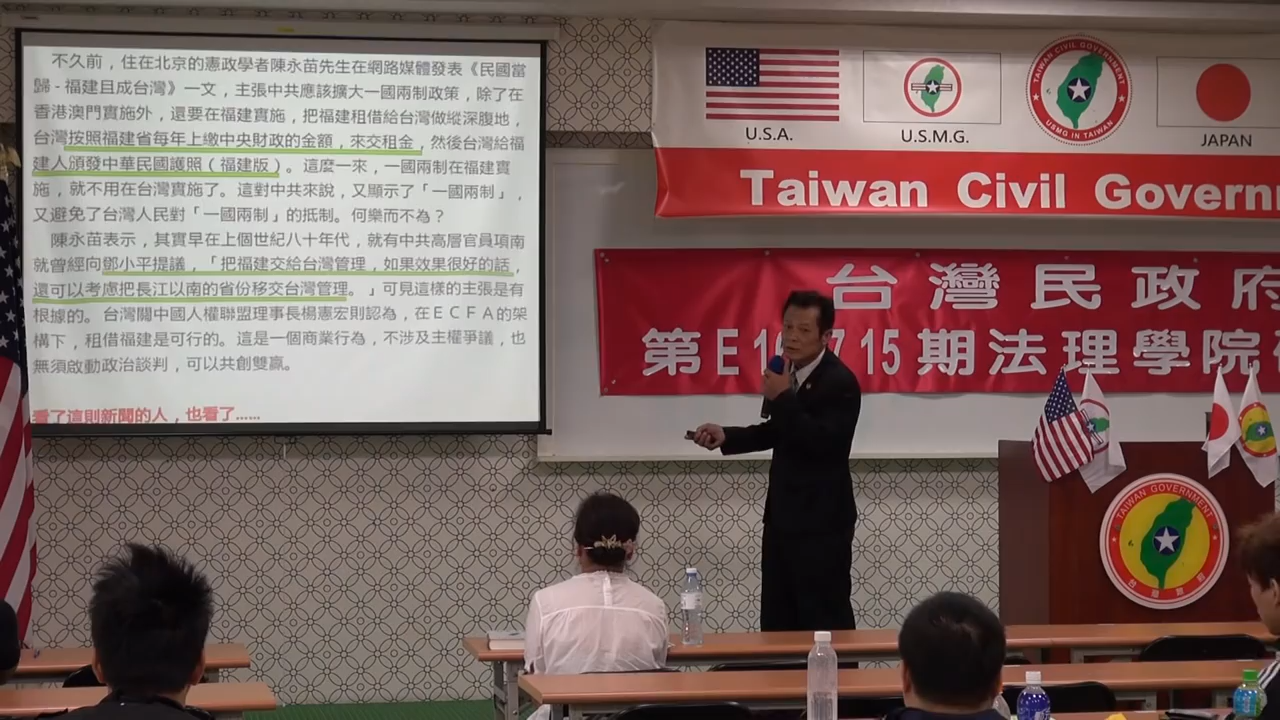 不久前，住在北京的憲政學者陳永苗先生在網路媒體發表《民國當
歸-福建且成台灣》一文，主張中共應該擴大一國兩制政策，除了在
香港澳門實施外，還要在福建實施，把福建租借給台灣做縱深腹地，
台灣按照福建省每年上繳中央財政的金額，來交租金，然後台灣給福
建人頒發中華民國護照（福建版）。這麼一來，一國兩制在福建實
施，就不用在台灣實施了。這對中共來說，又顯示了「一國兩制」，
又避免了台灣人民對「一國兩制」的抵制。何樂而不為？
陳永苗表示，其實早在上個世紀八十年代，就有中共高層官員項南
就曾經向鄧小平提議，「把福建交給台灣管理，如果效果很好的話，
還可以考慮把長江以南的省份移交台灣管理。」可見這樣的主張是有
根據的。台灣關中國人權聯盟理事長楊憲宏則認為，在ＥＣＦＡ的架
構下，租借福建是可行的。這是一個商業行為，不涉及主權爭議，也
無須啟動政治談判，可以共創雙贏。
看了這則新聞的人，也看了......
U.S.A.
U.S.M.G.
TAIWAN CIVIL GOVERNMENT
USMG IN TAIWAN
JAPAN
Taiwan Civil Governm
台灣民政府
第E 15期法理學院
TAIWAN GOVERNMENT
台灣政府